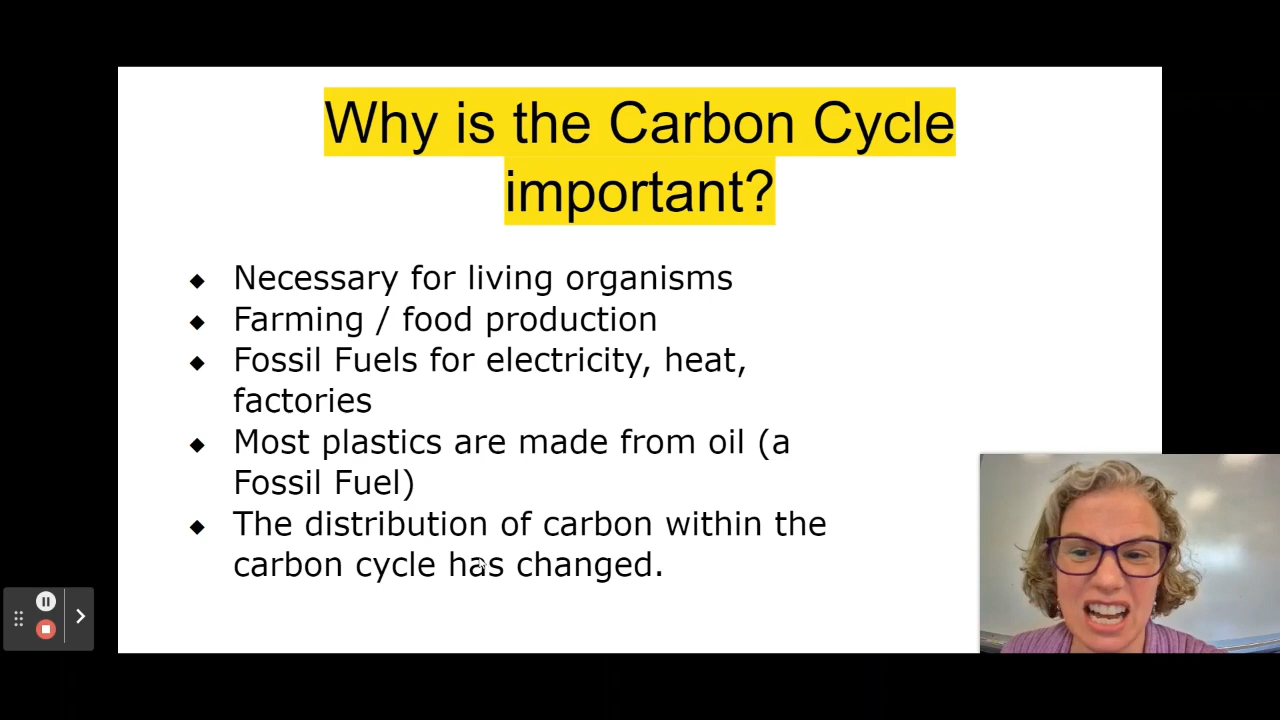 Why is the Carbon Cycle
important?
◆ Necessary for living organisms
◆ Farming / food production
◆ Fossil Fuels for electricity, heat,
factories
◆ Most plastics are made from oil (a
Fossil Fuel)
◆ The distribution of carbon within the
carbon cycle has changed.